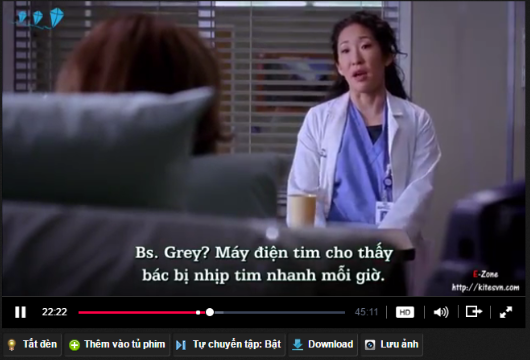 Bs. Grey? Máy điện tim cho thấy
bác bị nhịp tim nhanh mỗi giờ.
E-Zone
http://kitesvn.com
22:22
45:11
HD
Tắt đèn
Thêm vào tủ phim
Tự chuyển tập: Bật
Download
Lưu ảnh